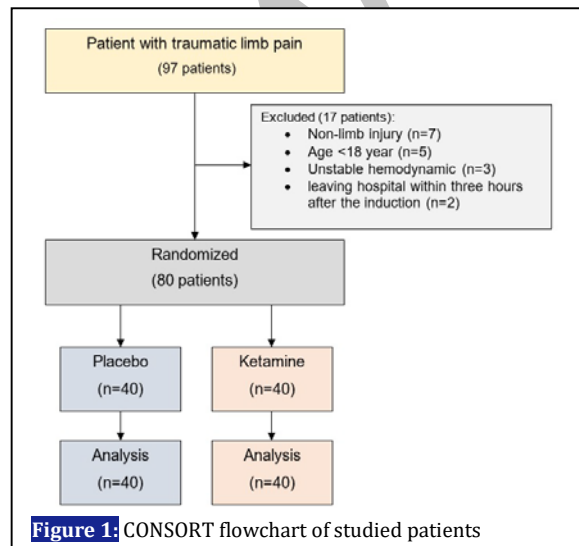 Patient with traumatic limb pain
(97 patients)
Excluded (17 patients):
• Non-limb injury (n=7)
• Age <18 year (n=5)
• Unstable hemodynamic (n=3)
• leaving hospital within three hours
after the induction (n=2)
Randomized
(80 patients)
Placebo
(n=40)
Ketamine
(n=40)
Analysis
(n=40)
Analysis
(n=40)
Figure 1: CONSORT flowchart of studied patients